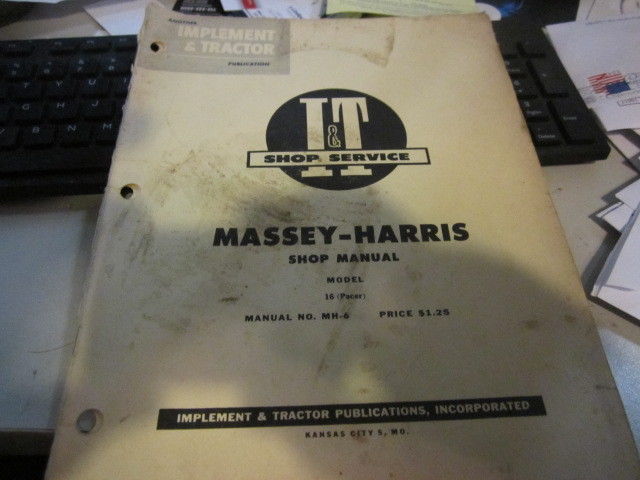 ANOTHER
IMPLEMENT
& TRACTOR
PUBLICATION
I&T
SHOP SERVICE
MASSEY-HARRIS
SHOP MANUAL
MODEL
16 (Pacer)
MANUAL NO. MH-6 PRICE $1.25
IMPLEMENT & TRACTOR PUBLICATIONS, INCORPORATED
KANSAS CITY 5, MO.